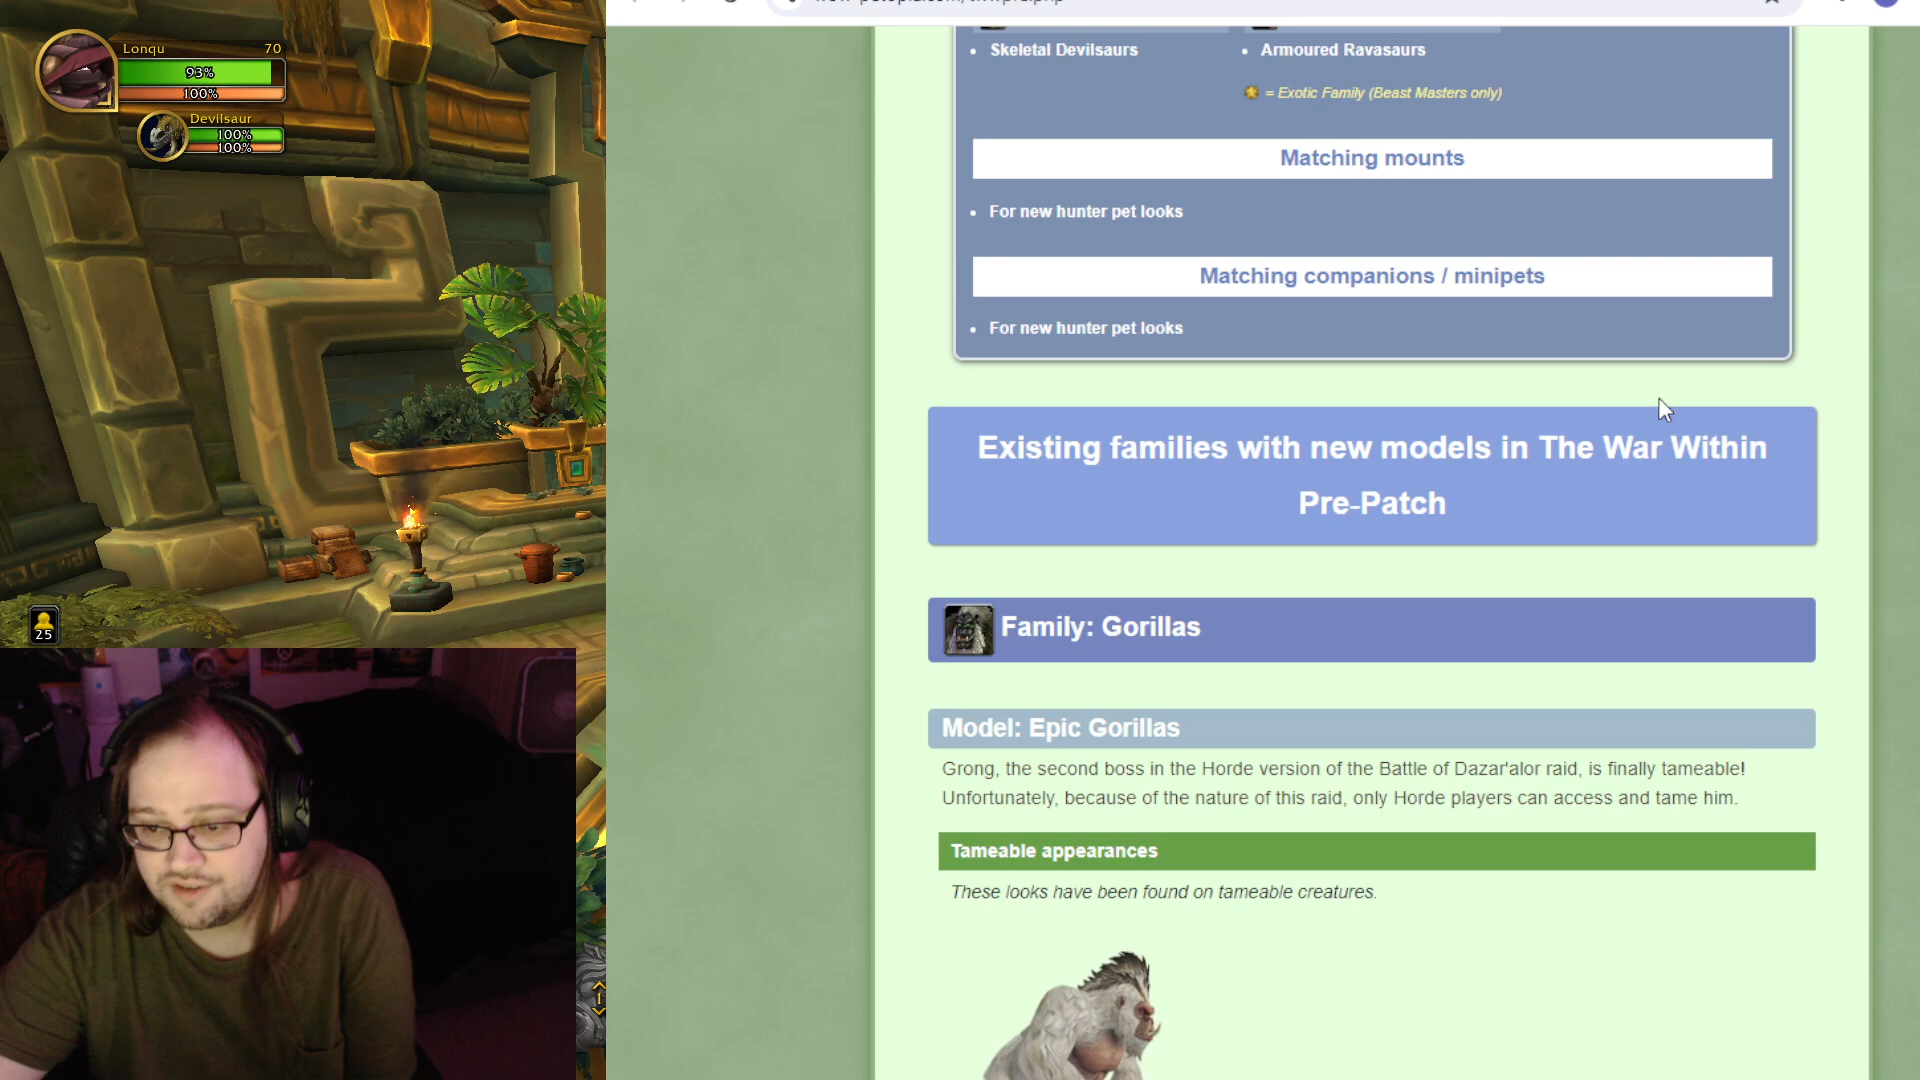 Lonqu 70
93%
100%
Devilsaur
100%
100%
25
1
Skeletal Devilsaurs
Armoured Ravasaurs
= Exotic Family (Beast Masters only)
Matching mounts
For new hunter pet looks
Matching companions / minipets
For new hunter pet looks
Existing families with new models in The War Within
Pre-Patch
Family: Gorillas
Model: Epic Gorillas
Grong, the second boss in the Horde version of the Battle of Dazar'alor raid, is finally tameable!
Unfortunately, because of the nature of this raid, only Horde players can access and tame him.
Tameable appearances
These looks have been found on tameable creatures.